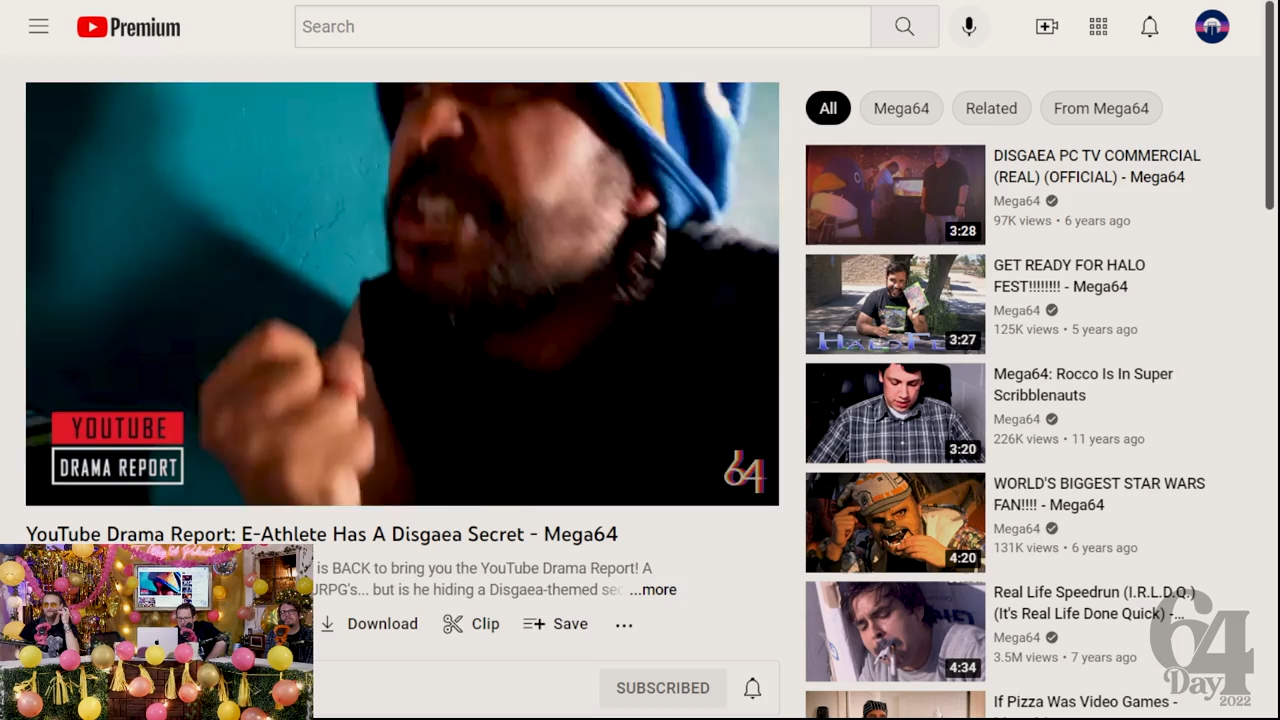 Premium
Search
All
Mega64
Related
From Mega64
YOUTUBE
DRAMA REPORT
64
YouTube Drama Report: E-Athlete Has A Disgaea Secret - Mega64
is BACK to bring you the YouTube Drama Report! A
JRPG's... but is he hiding a Disgaea-themed sec ...more
Download
Clip
Save
SUBSCRIBED
DISGAEA PC TV COMMERCIAL
(REAL) (OFFICIAL) - Mega64
Mega64
97K views • 6 years ago
3:28
GET READY FOR HALO
FEST!!!!!!!! - Mega64
Mega64
125K views • 5 years ago
3:27
Mega64: Rocco Is In Super
Scribblenauts
Mega64
226K views • 11 years ago
3:20
WORLD'S BIGGEST STAR WARS
FAN!!!! - Mega64
Mega64
131K views • 6 years ago
4:20
Real Life Speedrun (I.R.L.D.Q.)
(It's Real Life Done Quick) -...
Mega64
3.5M views • 7 years ago
4:34
If Pizza Was Video Games -
64
Day
2022